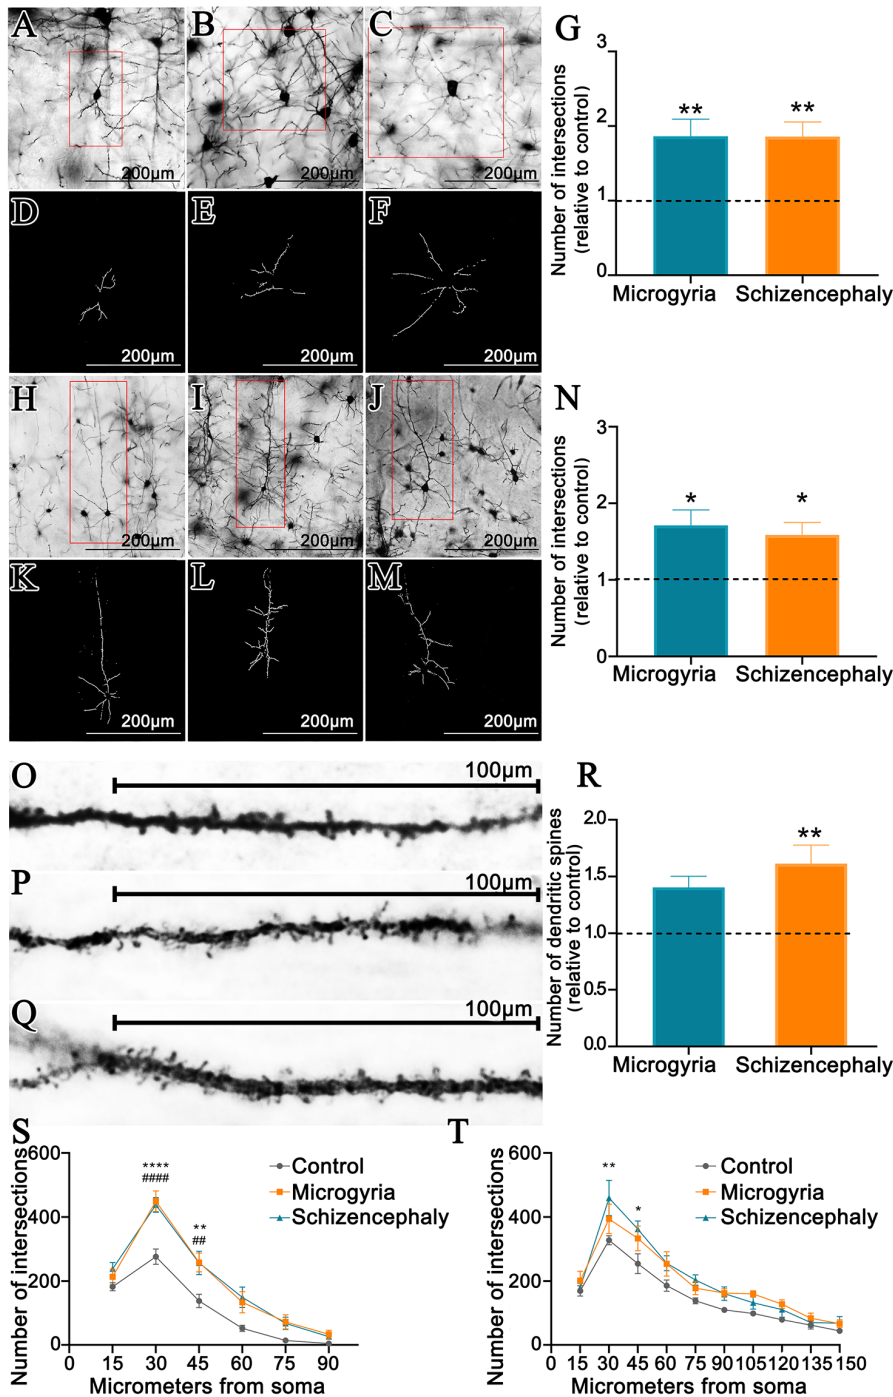 A
B
C
200µm
200µm
200µm
D
E
F
200µm
200µm
200µm
G
Number of intersections
(relative to control)
3
2
1
0
**
**
Microgyria
Schizencephaly
H
I
J
200µm
200µm
200µm
K
L
M
200µm
200µm
200µm
N
Number of intersections
(relative to control)
3
2
1
0
*
*
Microgyria
Schizencephaly
O
100µm
P
100µm
Q
100µm
R
Number of dendritic spines
(relative to control)
2.0
1.5
1.0
0.5
0.0
**
Microgyria
Schizencephaly
S
Number of intersections
600
400
200
0
****
####
**
##
Control
Microgyria
Schizencephaly
0 15 30 45 60 75 90
Micrometers from soma
T
Number of intersections
600
400
200
0
**
*
Control
Microgyria
Schizencephaly
0 15 30 45 60 75 90 105 120 135 150
Micrometers from soma